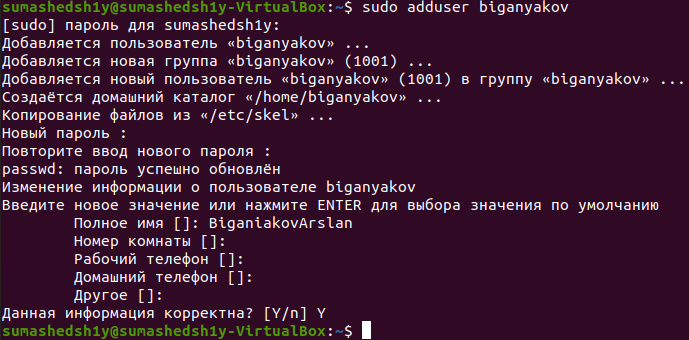 sumashedsh1y@sumashedsh1y-VirtualBox:~$ sudo adduser biganyakov
[sudo] пароль для sumashedsh1y:
Добавляется пользователь «biganyakov» ...
Добавляется новая группа «biganyakov» (1001) ...
Добавляется новый пользователь «biganyakov» (1001) в группу «biganyakov» ...
Создаётся домашний каталог «/home/biganyakov» ...
Копирование файлов из «/etc/skel» ...
Новый пароль :
Повторите ввод нового пароля :
passwd: пароль успешно обновлён
Изменение информации о пользователе biganyakov
Введите новое значение или нажмите ENTER для выбора значения по умолчанию
Полное имя []: BiganiakovArslan
Номер комнаты []:
Рабочий телефон []:
Домашний телефон []:
Другое []:
Данная информация корректна? [Y/n] Y
sumashedsh1y@sumashedsh1y-VirtualBox:~$